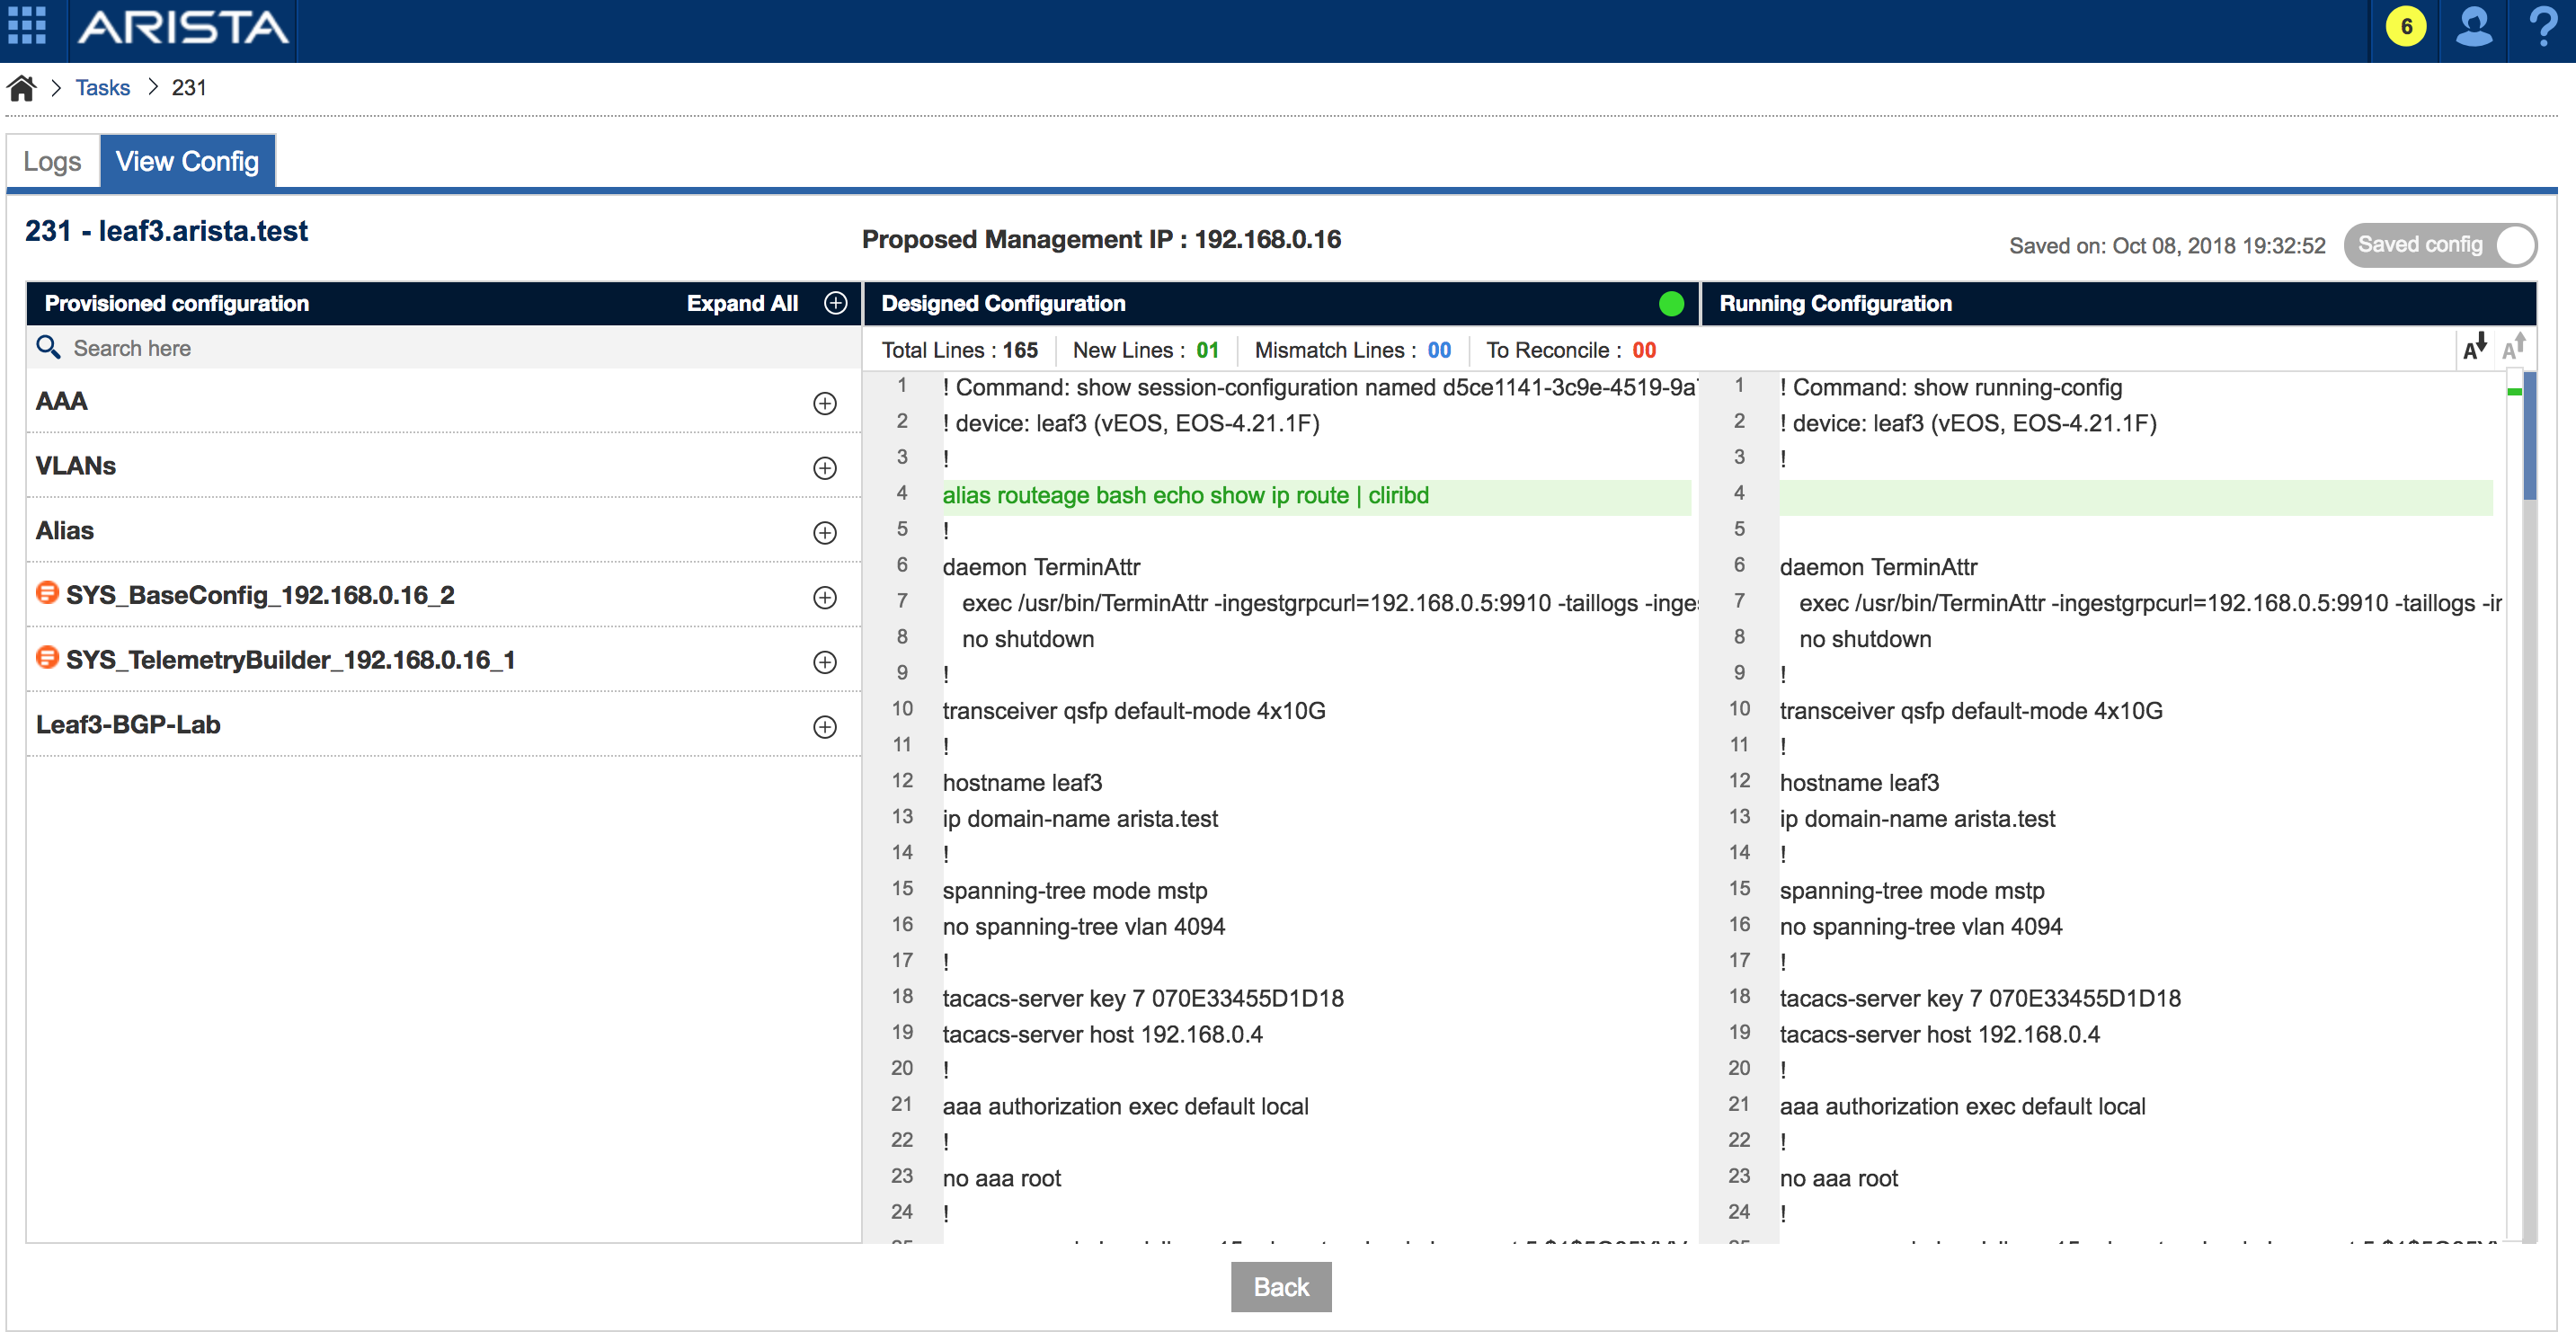 ARISTA
6
?
> Tasks > 231
Logs
View Config
231 - leaf3.arista.test
Proposed Management IP : 192.168.0.16
Saved on: Oct 08, 2018 19:32:52
Saved config
Provisioned configuration
Expand All
Search here
AAA
VLANs
Alias
SYS_BaseConfig_192.168.0.16_2
SYS_TelemetryBuilder_192.168.0.16_1
Leaf3-BGP-Lab
Designed Configuration
Total Lines : 165
New Lines : 01
Mismatch Lines : 00
To Reconcile : 00
A
A
1 ! Command: show session-configuration named d5ce1141-3c9e-4519-9a
2 ! device: leaf3 (vEOS, EOS-4.21.1F)
3 !
4 alias routeage bash echo show ip route | cliribd
5 !
6 daemon TerminAttr
7 exec /usr/bin/TerminAttr -ingestgrpcurl=192.168.0.5:9910 -taillogs -inge
8 no shutdown
9 !
10 transceiver qsfp default-mode 4x10G
11 !
12 hostname leaf3
13 ip domain-name arista.test
14 !
15 spanning-tree mode mstp
16 no spanning-tree vlan 4094
17 !
18 tacacs-server key 7 070E33455D1D18
19 tacacs-server host 192.168.0.4
20 !
21 aaa authorization exec default local
22 !
23 no aaa root
24 !
Running Configuration
1 ! Command: show running-config
2 ! device: leaf3 (vEOS, EOS-4.21.1F)
3 !
4
5
6 daemon TerminAttr
7 exec /usr/bin/TerminAttr -ingestgrpcurl=192.168.0.5:9910 -taillogs -ir
8 no shutdown
9 !
10 transceiver qsfp default-mode 4x10G
11 !
12 hostname leaf3
13 ip domain-name arista.test
14 !
15 spanning-tree mode mstp
16 no spanning-tree vlan 4094
17 !
18 tacacs-server key 7 070E33455D1D18
19 tacacs-server host 192.168.0.4
20 !
21 aaa authorization exec default local
22 !
23 no aaa root
24 !
Back